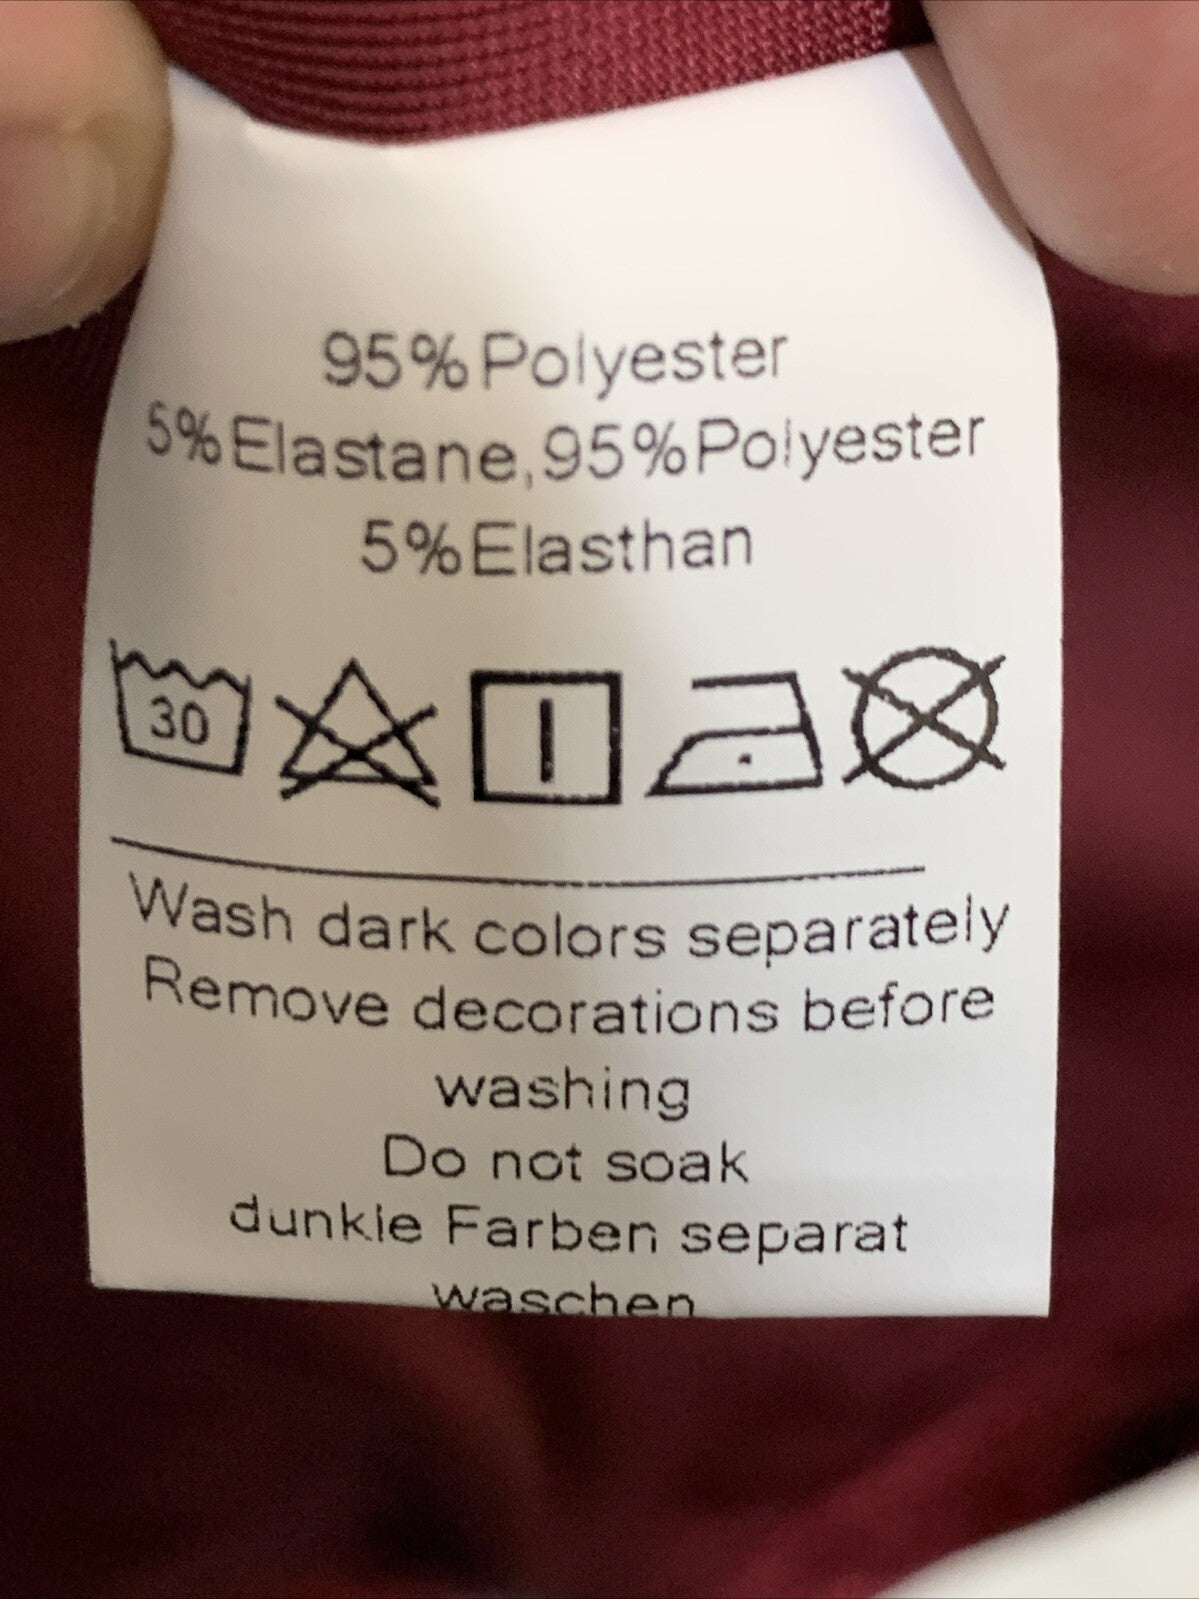 95% Polyester
5% Elastane,95% Polyester
5% Elasthan
30
Wash dark colors separately
Remove decorations before
washing
Do not soak
dunkle Farben separat
waschen